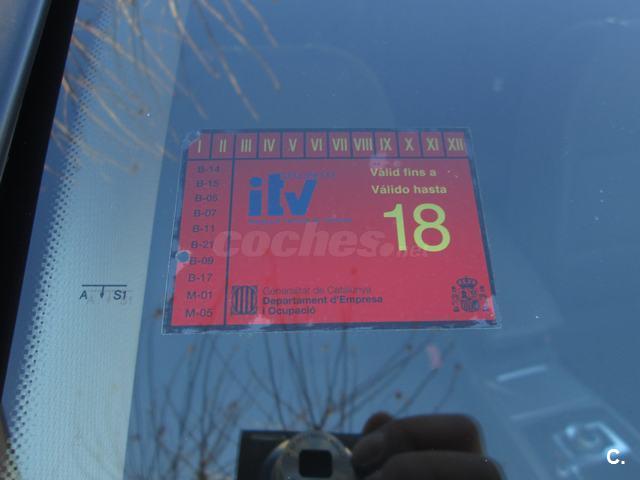 I II III IV V VI VII VIII IX X XI XII
B-14
B-15
B-05
B-07
B-11
B-21
B-09
B-17
M-01
M-05
itv
Vàlid fins a
Válido hasta
18
coches.net
Generalitat de Catalunya
Departament d'Empresa
i Ocupació
A S1
C.